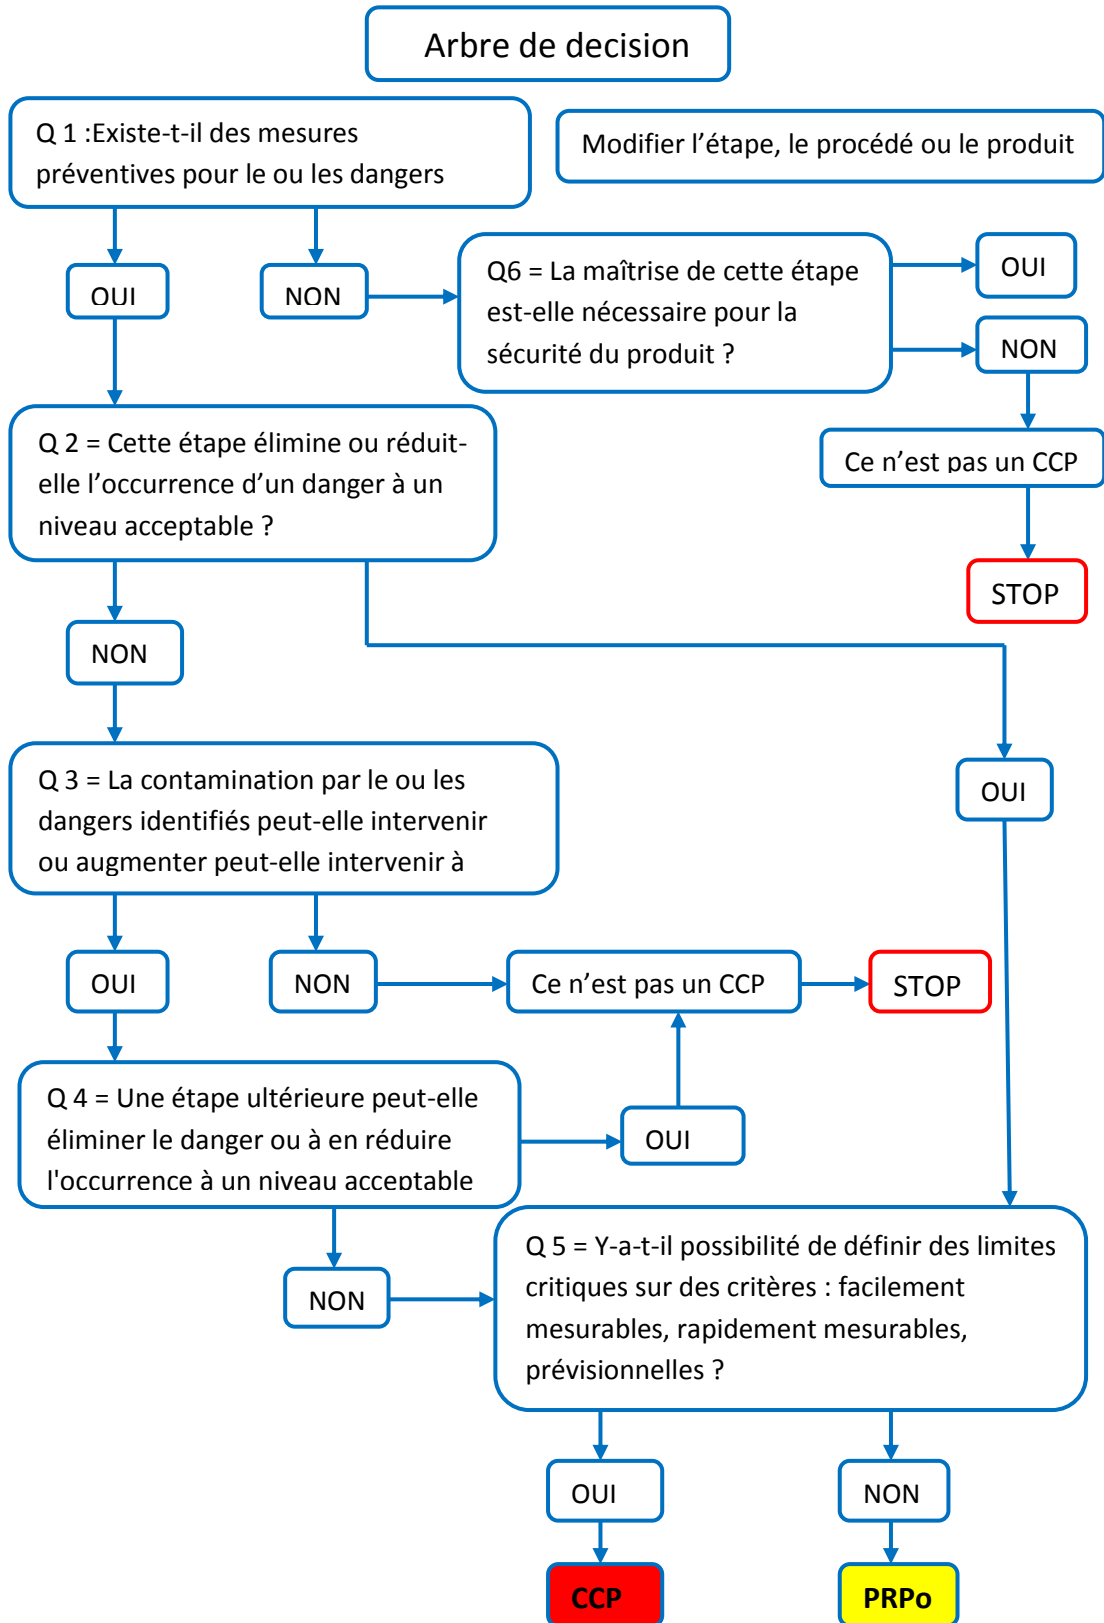 Arbre de decision
Q 1 :Existe-t-il des mesures
préventives pour le ou les dangers
Modifier l’étape, le procédé ou le produit
OUI
NON
Q6 = La maîtrise de cette étape
est-elle nécessaire pour la
sécurité du produit ?
OUI
NON
Ce n’est pas un CCP
STOP
Q 2 = Cette étape élimine ou réduit-
elle l’occurrence d’un danger à un
niveau acceptable ?
NON
OUI
Q 3 = La contamination par le ou les
dangers identifiés peut-elle intervenir
ou augmenter peut-elle intervenir à
OUI
NON
Ce n’est pas un CCP
STOP
Q 4 = Une étape ultérieure peut-elle
éliminer le danger ou à en réduire
l'occurrence à un niveau acceptable
OUI
NON
Q 5 = Y-a-t-il possibilité de définir des limites
critiques sur des critères : facilement
mesurables, rapidement mesurables,
prévisionnelles ?
OUI
NON
CCP
PRPo